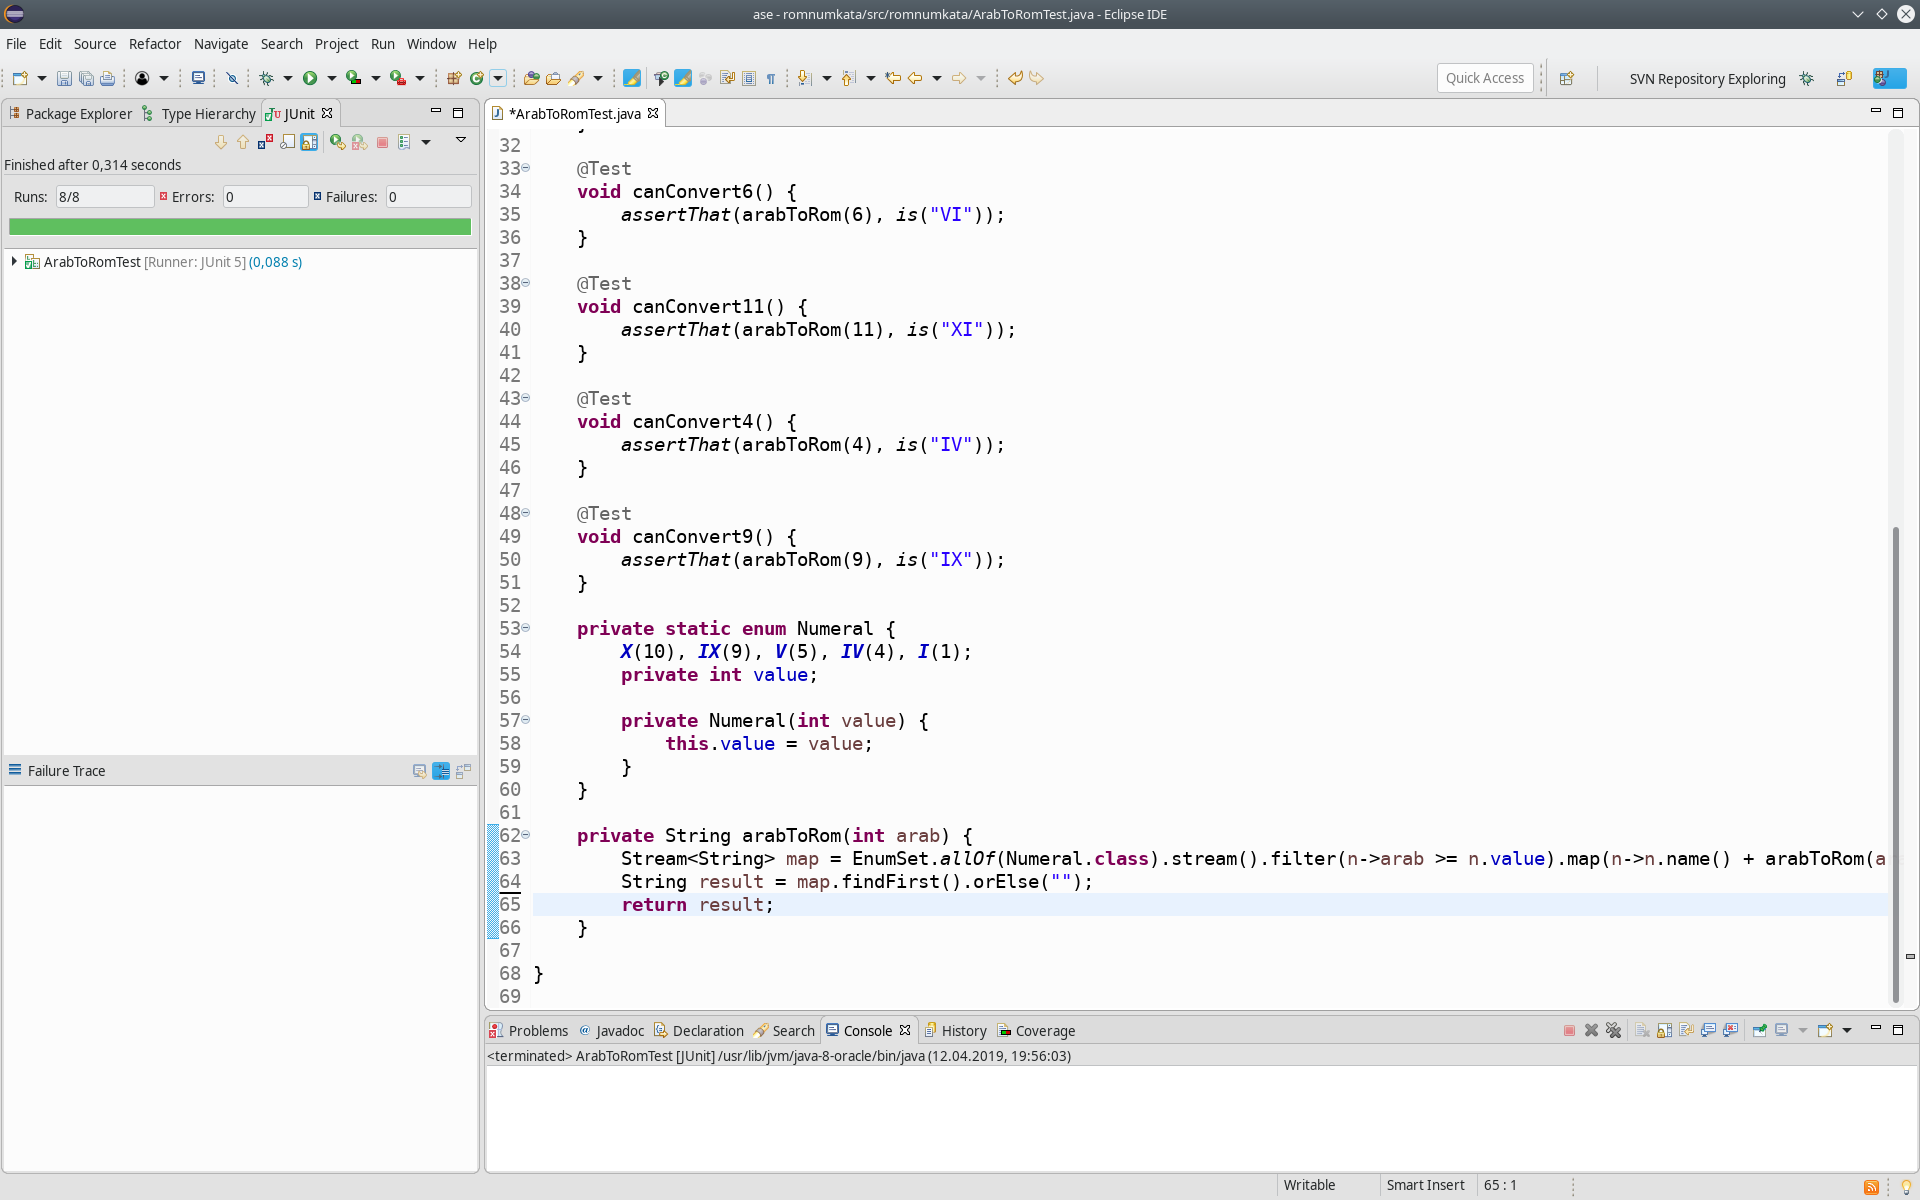 ase - romnumkata/src/romnumkata/ArabToRomTest.java - Eclipse IDE
File Edit Source Refactor Navigate Search Project Run Window Help
Quick Access
SVN Repository Exploring
Package Explorer Type Hierarchy JUnit
Finished after 0,314 seconds
Runs: 8/8 Errors: 0 Failures: 0
ArabToRomTest [Runner: JUnit 5] (0,088 s)
Failure Trace
*ArabToRomTest.java
}
32
33 @Test
34 void canConvert6() {
35 assertThat(arabToRom(6), is("VI"));
36 }
37
38 @Test
39 void canConvert11() {
40 assertThat(arabToRom(11), is("XI"));
41 }
42
43 @Test
44 void canConvert4() {
45 assertThat(arabToRom(4), is("IV"));
46 }
47
48 @Test
49 void canConvert9() {
50 assertThat(arabToRom(9), is("IX"));
51 }
52
53 private static enum Numeral {
54 X(10), IX(9), V(5), IV(4), I(1);
55 private int value;
56
57 private Numeral(int value) {
58 this.value = value;
59 }
60 }
61
62 private String arabToRom(int arab) {
63 Stream<String> map = EnumSet.allOf(Numeral.class).stream().filter(n->arab >= n.value).map(n->n.name() + arabToRom(a
64 String result = map.findFirst().orElse("");
65 return result;
66 }
67
68 }
69
Problems Javadoc Declaration Search Console History Coverage
<terminated> ArabToRomTest [JUnit] /usr/lib/jvm/java-8-oracle/bin/java (12.04.2019, 19:56:03)
Writable Smart Insert 65 : 1